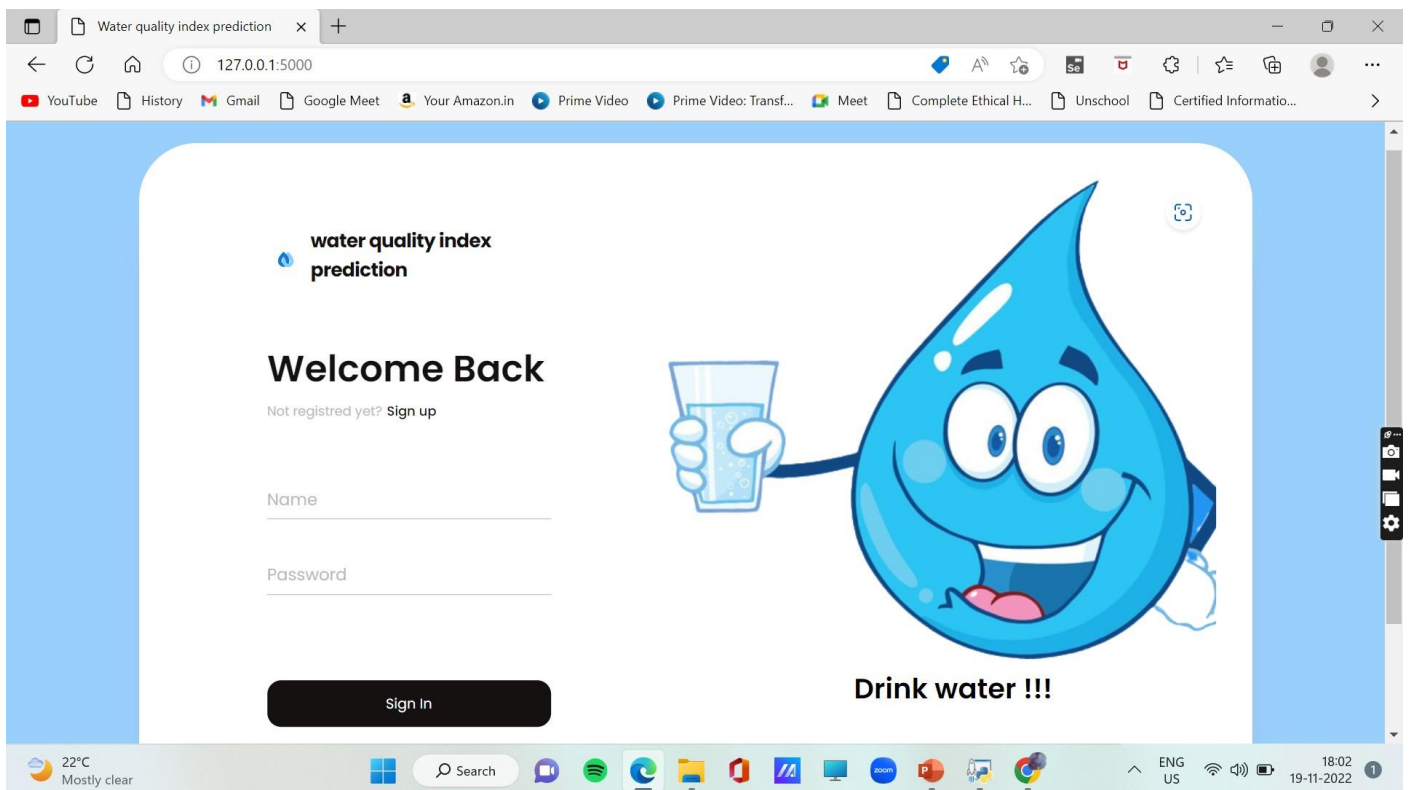 Water quality index prediction
127.0.0.1:5000
YouTube History Gmail Google Meet Your Amazon.in Prime Video Prime Video: Transf... Meet Complete Ethical H... Unschool Certified Informatio...
water quality index
prediction
Welcome Back
Not registred yet? Sign up
Name
Password
Sign In
Drink water !!!
22°C
Mostly clear
Search
zoom
ENG
US
18:02
19-11-2022
1